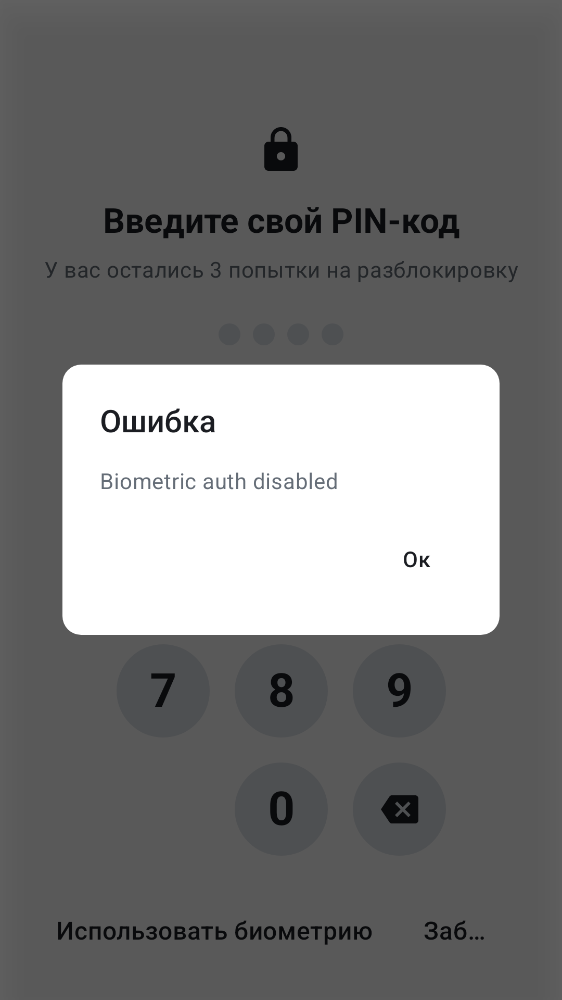 Введите свой PIN-код
У вас остались 3 попытки на разблокировку
Ошибка
Biometric auth disabled
Ок
7 8 9
0
Использовать биометрию Заб...